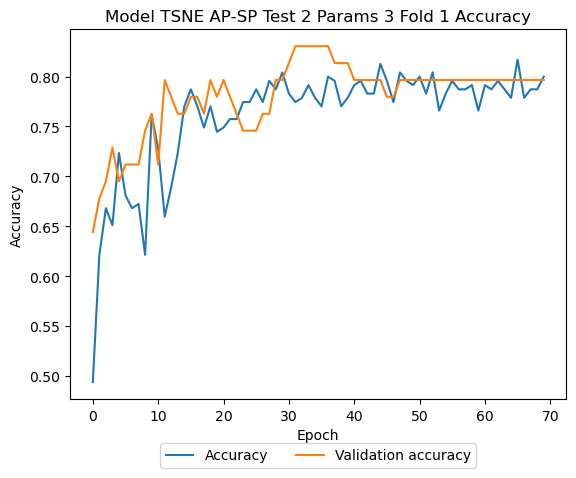 Model TSNE AP-SP Test 2 Params 3 Fold 1 Accuracy
Accuracy
0.80
0.75
0.70
0.65
0.60
0.55
0.50
0 10 20 30 40 50 60 70
Epoch
Accuracy Validation accuracy